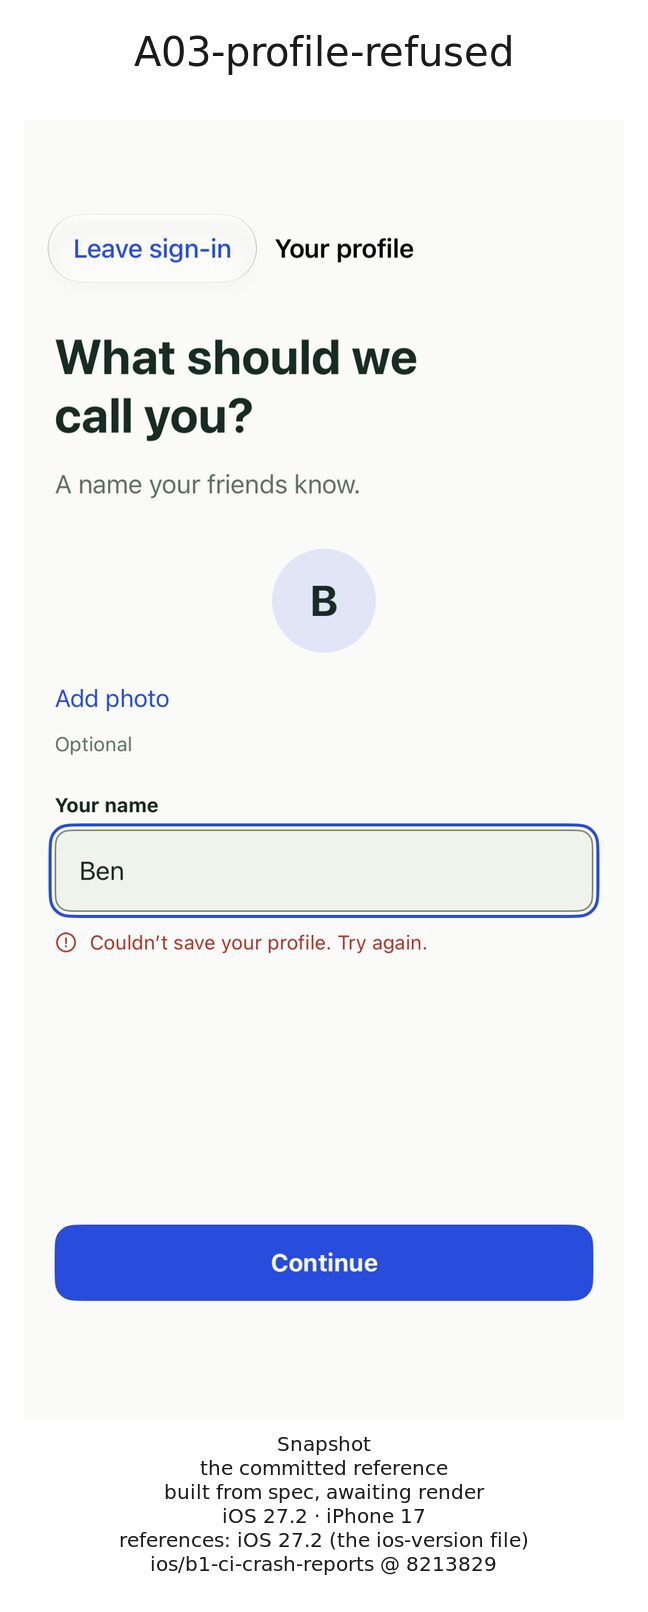 A03-profile-refused
Leave sign-in Your profile
What should we
call you?
A name your friends know.
B
Add photo
Optional
Your name
Ben
Couldn’t save your profile. Try again.
Continue
Snapshot
the committed reference
built from spec, awaiting render
iOS 27.2 · iPhone 17
references: iOS 27.2 (the ios-version file)
ios/b1-ci-crash-reports @ 8213829